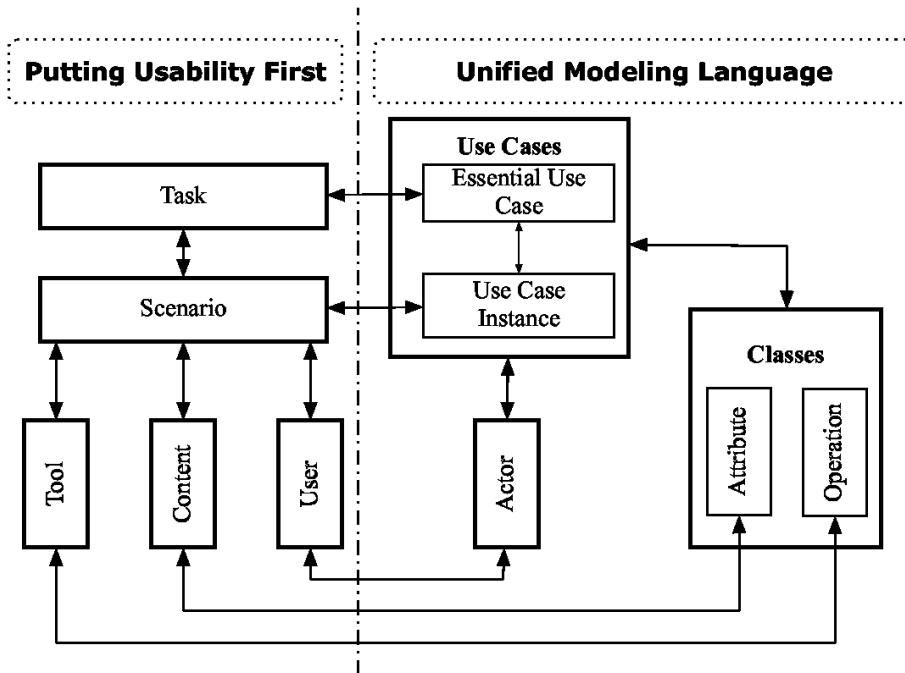 Putting Usability First
Unified Modeling Language
Use Cases
Essential Use
Case
Task
Scenario
Use Case
Instance
Classes
Tool
Content
User
Actor
Attribute
Operation